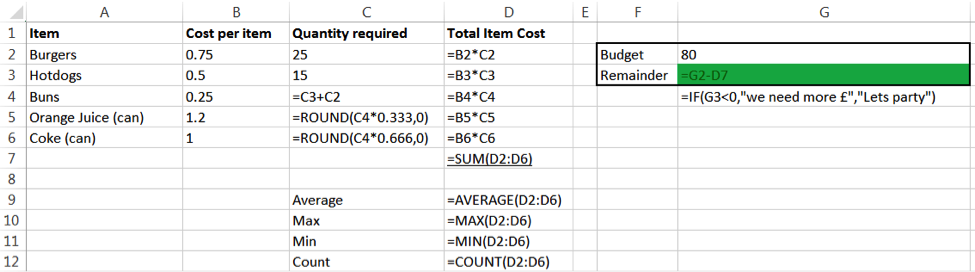 A B C D E F G
1 Item Cost per item Quantity required Total Item Cost
2 Burgers 0.75 25 =B2*C2 Budget 80
3 Hotdogs 0.5 15 =B3*C3 Remainder =G2-D7
4 Buns 0.25 =C3+C2 =B4*C4 =IF(G3<0,"we need more £","Lets party")
5 Orange Juice (can) 1.2 =ROUND(C4*0.333,0) =B5*C5
6 Coke (can) 1 =ROUND(C4*0.666,0) =B6*C6
7 =SUM(D2:D6)
8
9 Average =AVERAGE(D2:D6)
10 Max =MAX(D2:D6)
11 Min =MIN(D2:D6)
12 Count =COUNT(D2:D6)